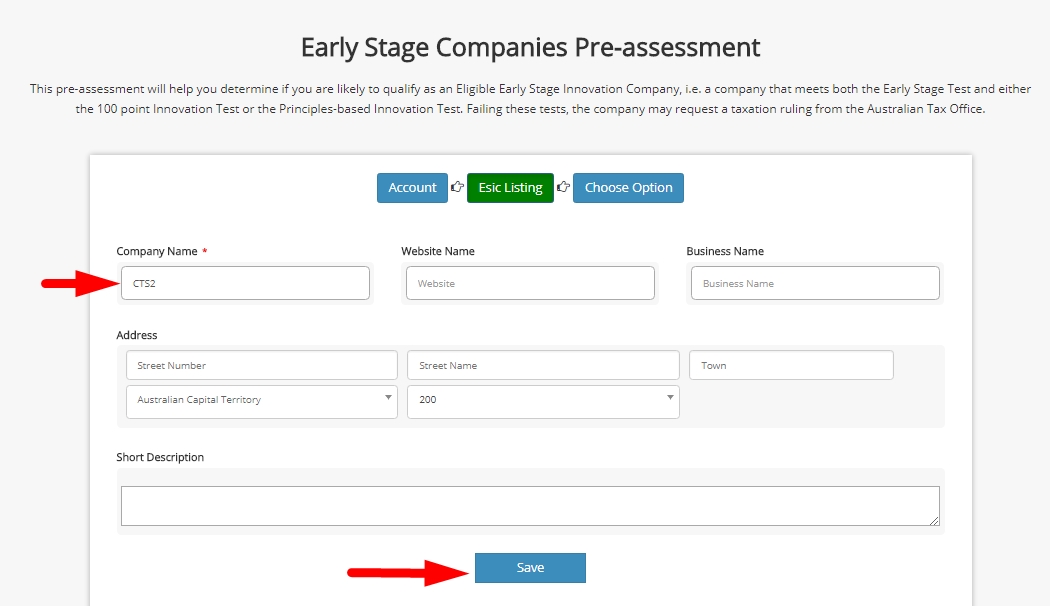 Early Stage Companies Pre-assessment
This pre-assessment will help you determine if you are likely to qualify as an Eligible Early Stage Innovation Company, i.e. a company that meets both the Early Stage Test and either
the 100 point Innovation Test or the Principles-based Innovation Test. Failing these tests, the company may request a taxation ruling from the Australian Tax Office.
Account Esic Listing Choose Option
Company Name * Website Name Business Name
CTS2 Website Business Name
Address
Street Number Street Name Town
Australian Capital Territory 200
Short Description
Save